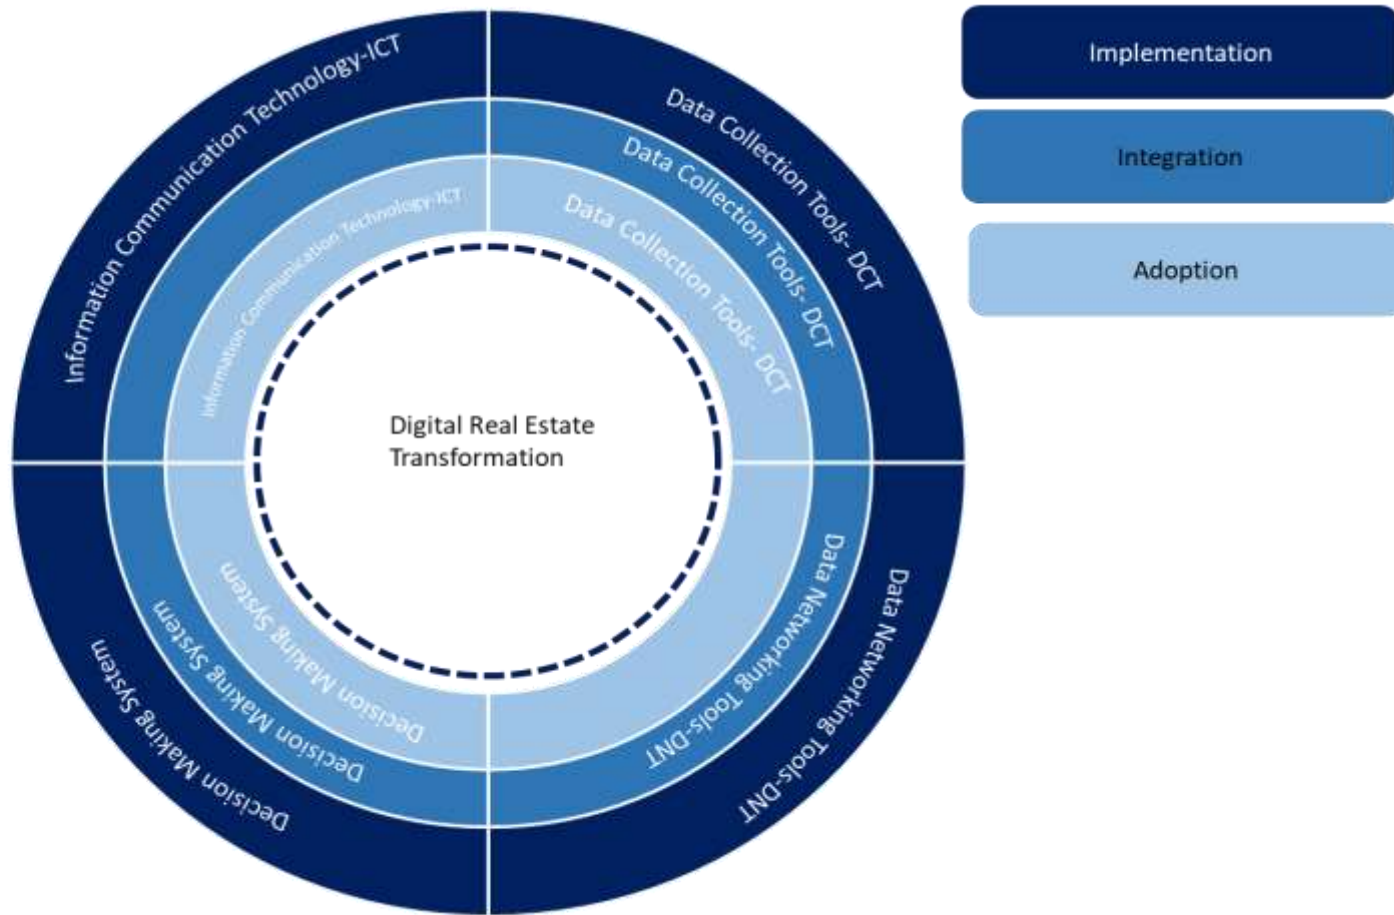 Information Communication Technology-ICT
Data Collection Tools- DCT
Implementation
Data Collection Tools- DCT
Integration
Information Communication Technology-ICT
Data Collection Tools- DCT
Adoption
Digital Real Estate
Transformation
Decision Making System
Decision Making System
Decision Making System
Data Networking Tools-DNT
Data Networking Tools-DNT